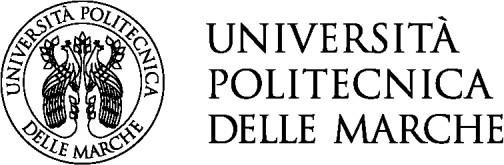 UNIVERSITÀ POLITECNICA
DELLE MARCHE
UNIVERSITÀ
POLITECNICA
DELLE MARCHE